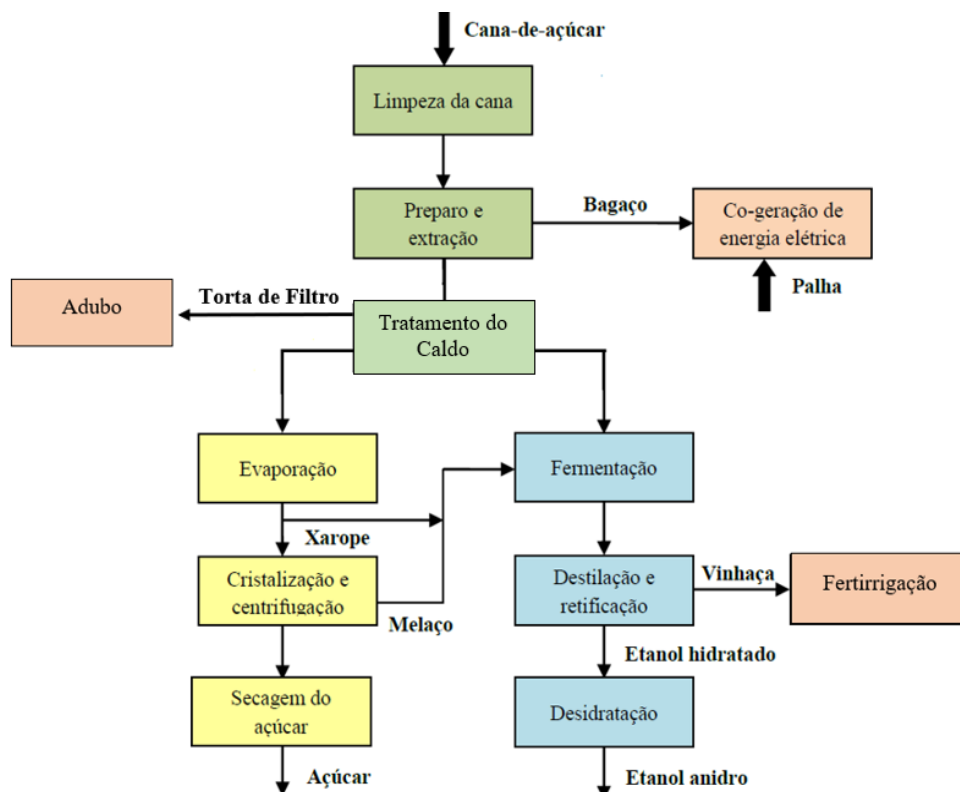 Cana-de-açúcar
Limpeza da cana
Preparo e
extração
Bagaço
Co-geração de
energia elétrica
Palha
Adubo
Torta de Filtro
Tratamento do
Caldo
Evaporação
Fermentação
Xarope
Cristalização e
centrifugação
Melaço
Destilação e
retificação
Vinhaça
Fertirrigação
Etanol hidratado
Secagem do
açúcar
Desidratação
Açúcar
Etanol anidro